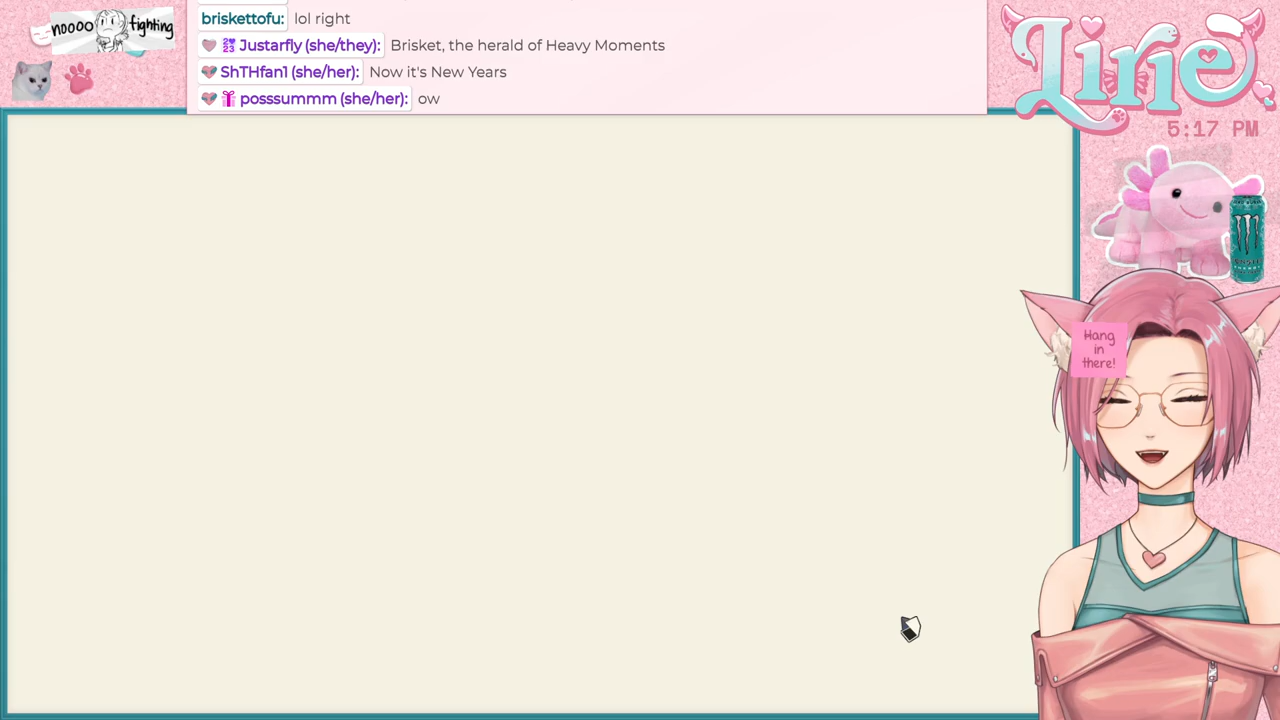 noooo fighting
briskettofu: lol right
Justarfly (she/they): Brisket, the herald of Heavy Moments
ShTHfan1 (she/her): Now it's New Years
posssummm (she/her): ow
Lirie
5:17 PM
Hang
in
there!